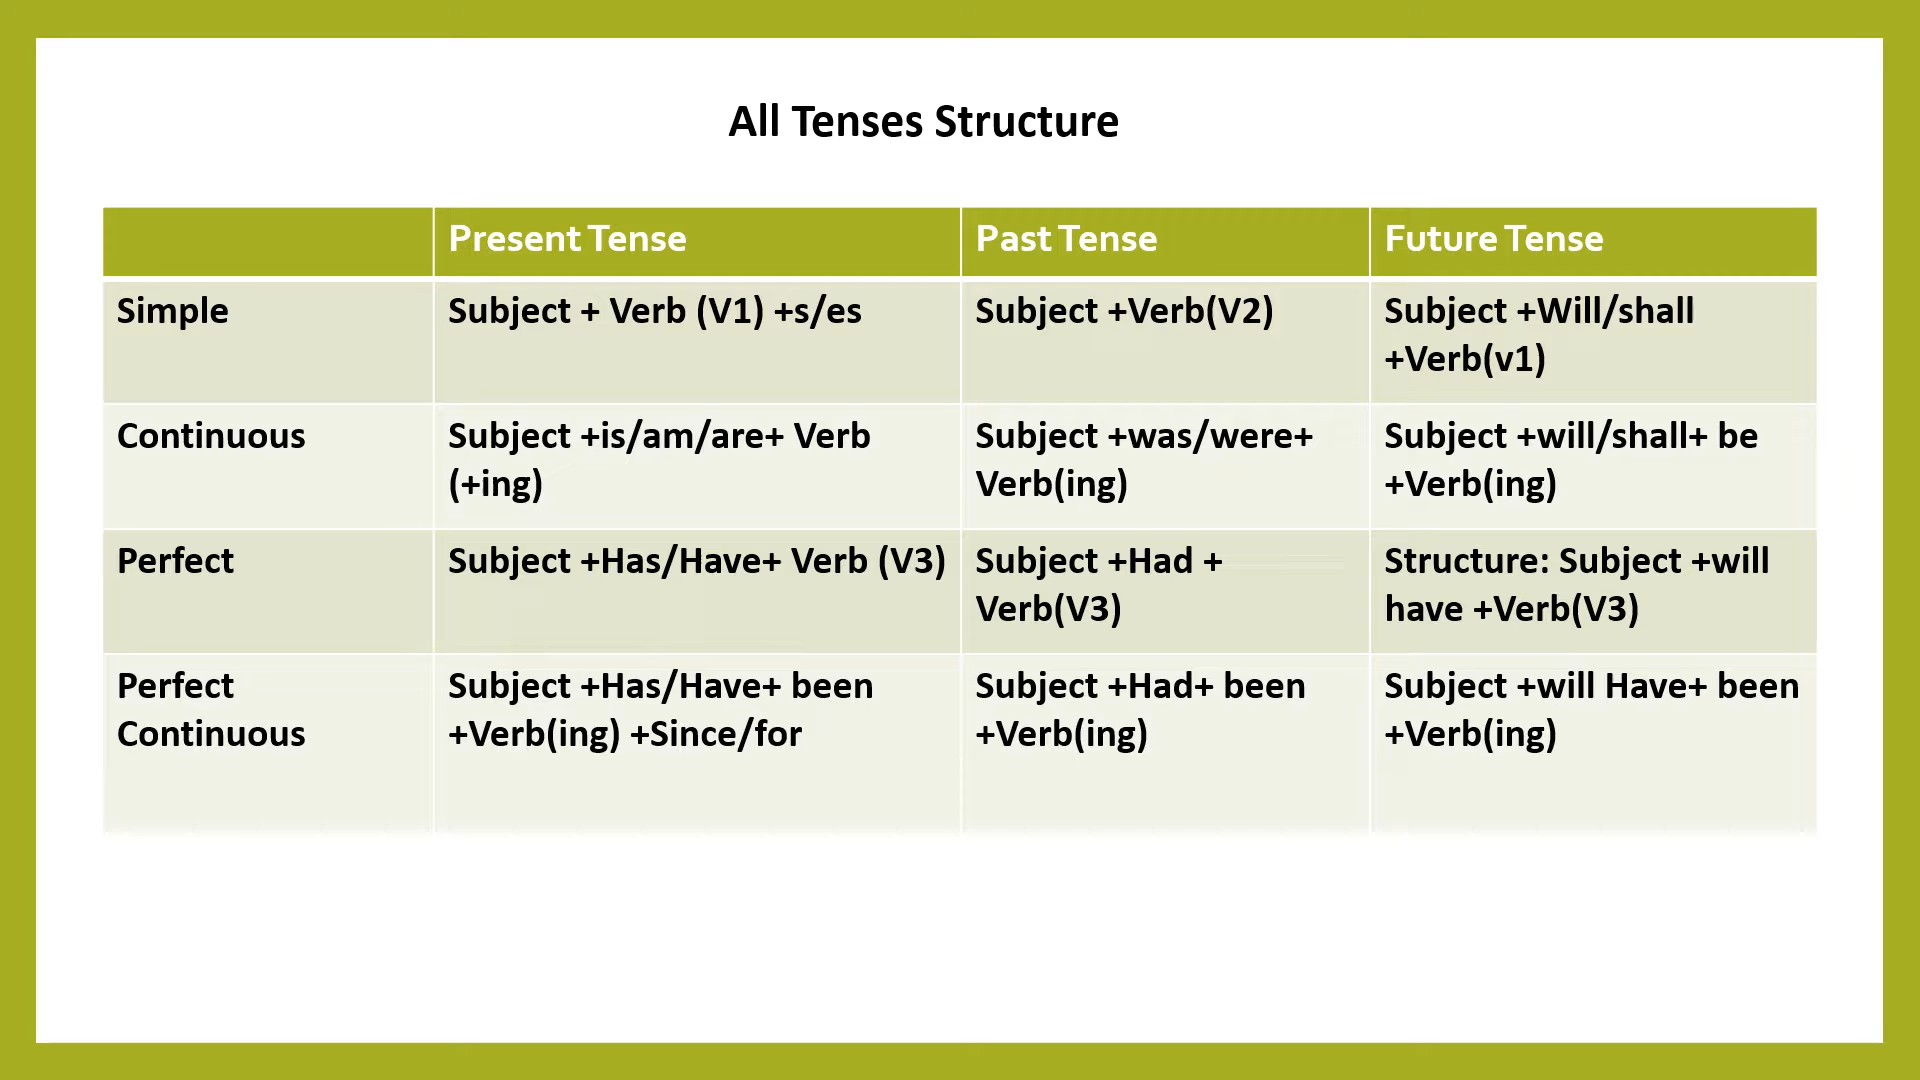 All Tenses Structure
Present Tense
Past Tense
Future Tense
Simple
Subject + Verb (V1) +s/es
Subject +Verb(V2)
Subject +Will/shall
+Verb(v1)
Continuous
Subject +is/am/are+ Verb
(+ing)
Subject +was/were+
Verb(ing)
Subject +will/shall+ be
+Verb(ing)
Perfect
Subject +Has/Have+ Verb (V3)
Subject +Had +
Verb(V3)
Structure: Subject +will
have +Verb(V3)
Perfect
Continuous
Subject +Has/Have+ been
+Verb(ing) +Since/for
Subject +Had+ been
+Verb(ing)
Subject +will Have+ been
+Verb(ing)